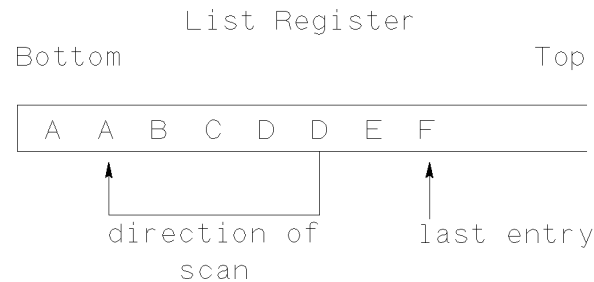 List Register
Bottom Top
A A B C D D E F
direction of last entry
scan